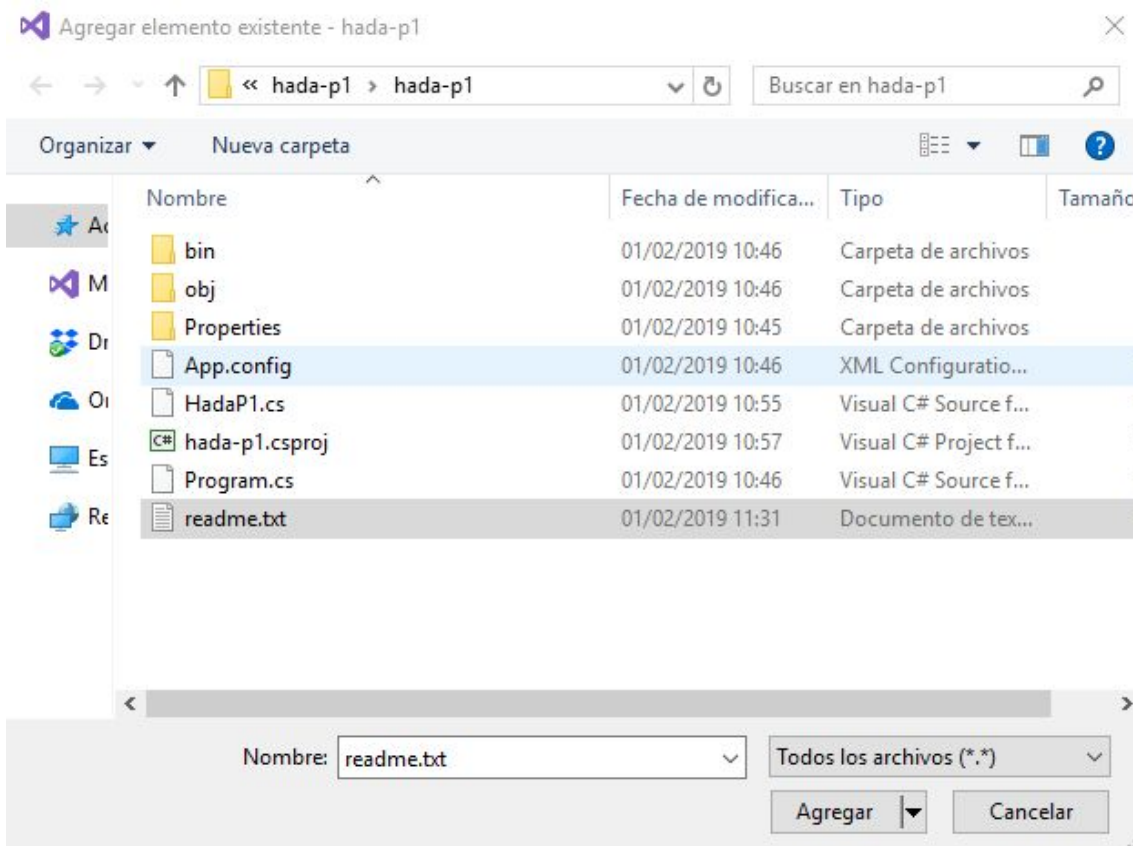 Agregar elemento existente - hada-p1
« hada-p1 › hada-p1
Buscar en hada-p1
Organizar
Nueva carpeta
?
Nombre Fecha de modifica... Tipo Tamaño
bin 01/02/2019 10:46 Carpeta de archivos
obj 01/02/2019 10:46 Carpeta de archivos
Properties 01/02/2019 10:45 Carpeta de archivos
App.config 01/02/2019 10:46 XML Configuratio...
HadaP1.cs 01/02/2019 10:55 Visual C# Source f...
C# hada-p1.csproj 01/02/2019 10:57 Visual C# Project f...
Program.cs 01/02/2019 10:46 Visual C# Source f...
readme.txt 01/02/2019 11:31 Documento de tex...
Ac
M
Dr
Or
Es
Re
Nombre: readme.txt Todos los archivos (*.*)
Agregar Cancelar